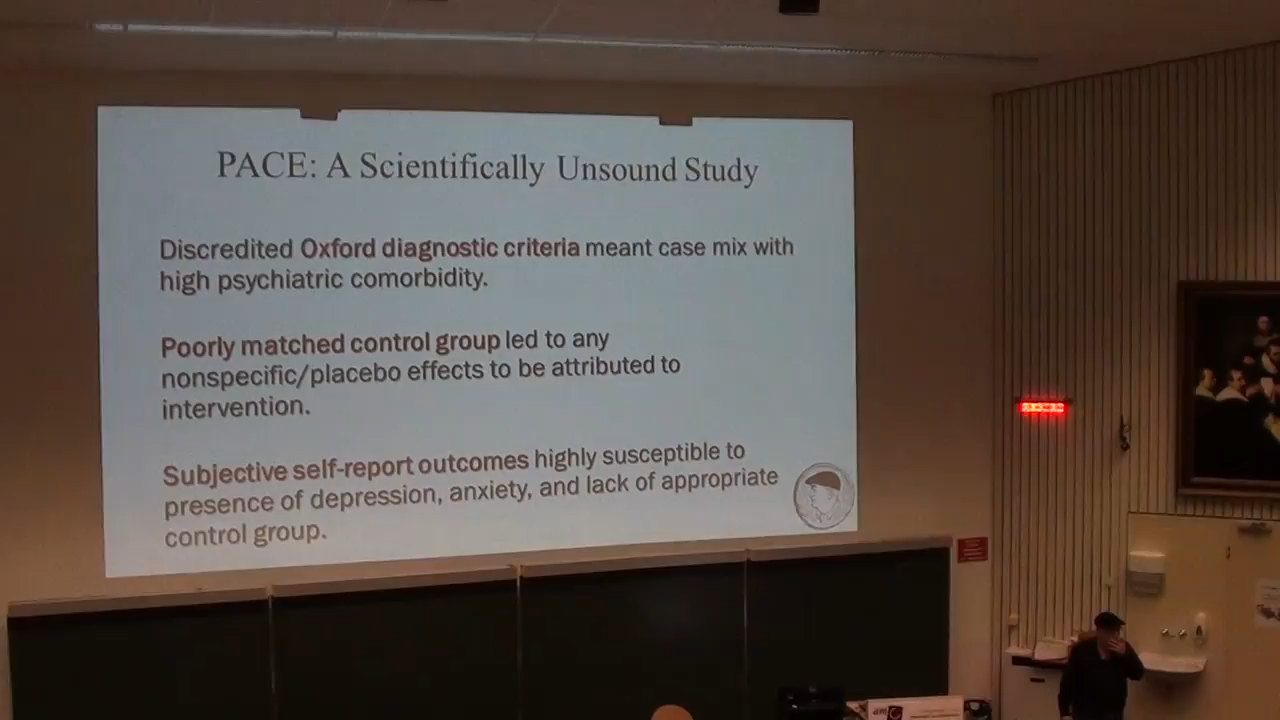 PACE: A Scientifically Unsound Study
Discredited Oxford diagnostic criteria meant case mix with
high psychiatric comorbidity.
Poorly matched control group led to any
nonspecific/placebo effects to be attributed to
intervention.
Subjective self-report outcomes highly susceptible to
presence of depression, anxiety, and lack of appropriate
control group.